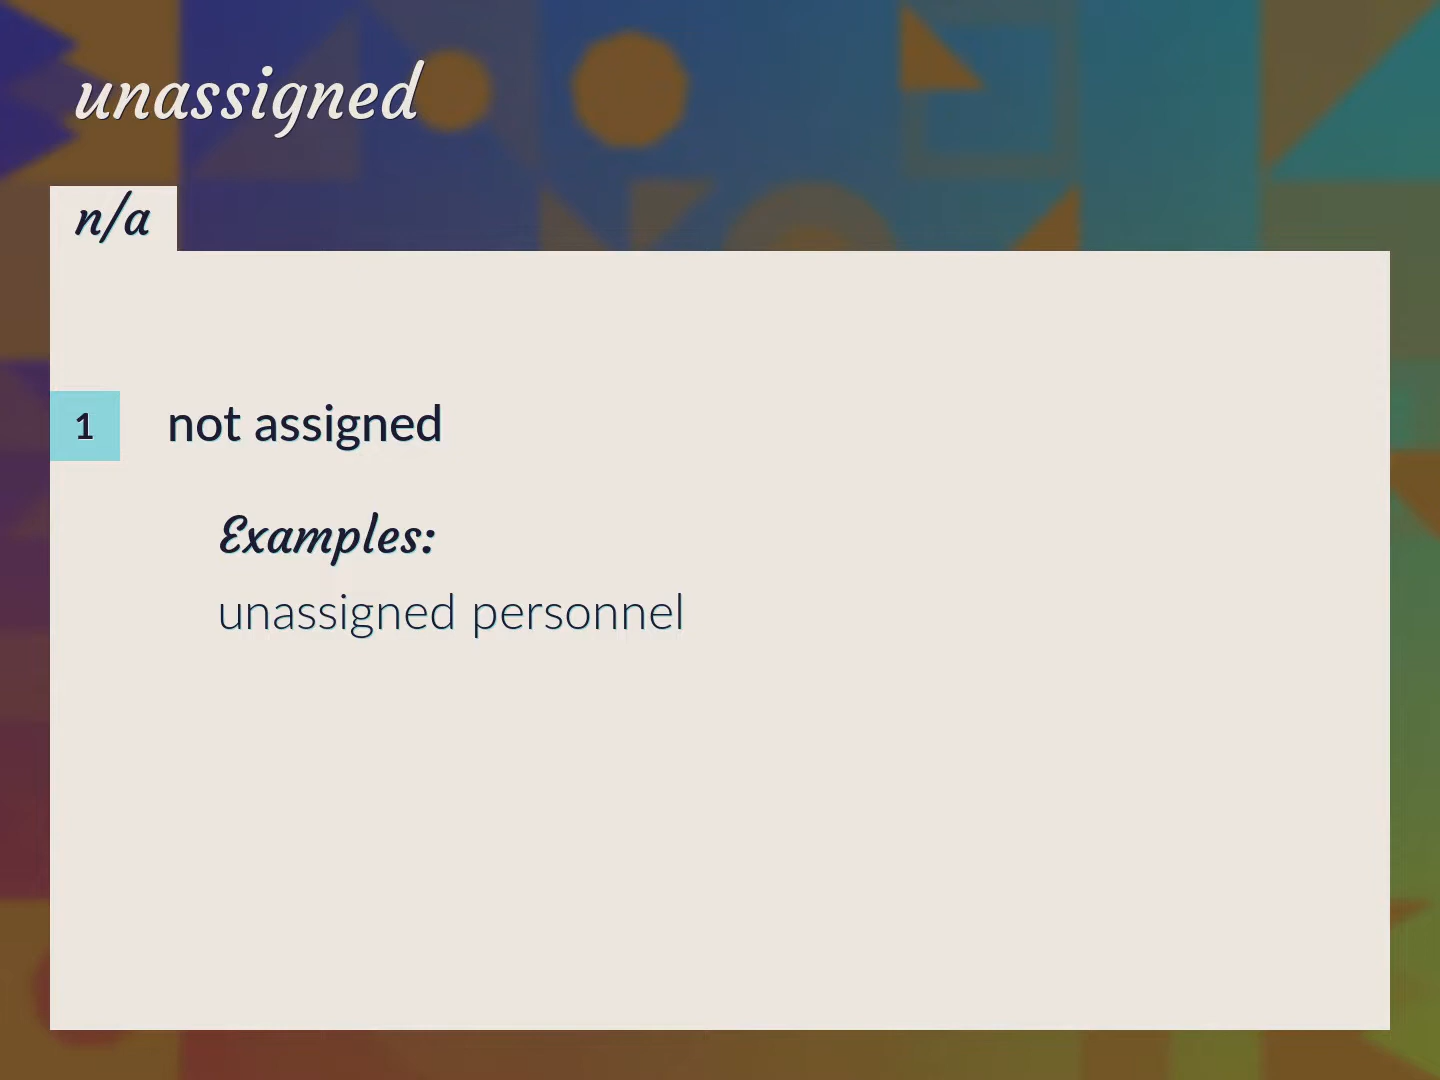 unassigned
n/a
1 not assigned
Examples:
unassigned personnel